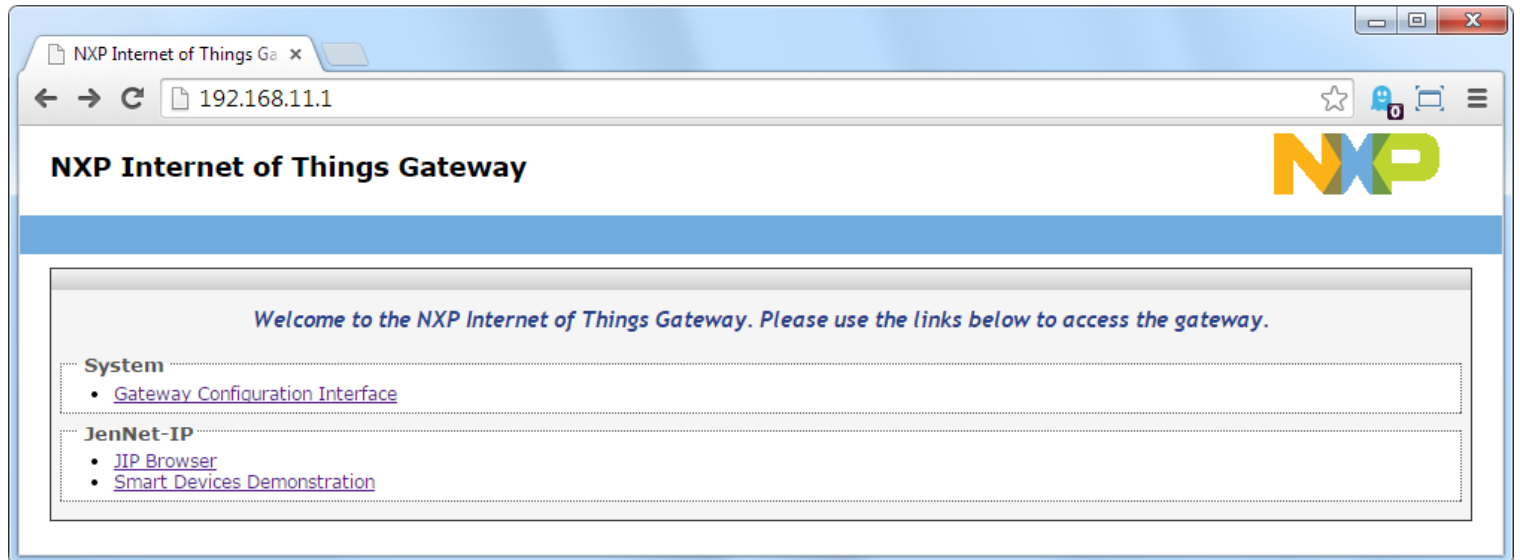 NXP Internet of Things Ga
192.168.11.1
0
NXP Internet of Things Gateway
NXP
Welcome to the NXP Internet of Things Gateway. Please use the links below to access the gateway.
System
Gateway Configuration Interface
JenNet-IP
JIP Browser
Smart Devices Demonstration